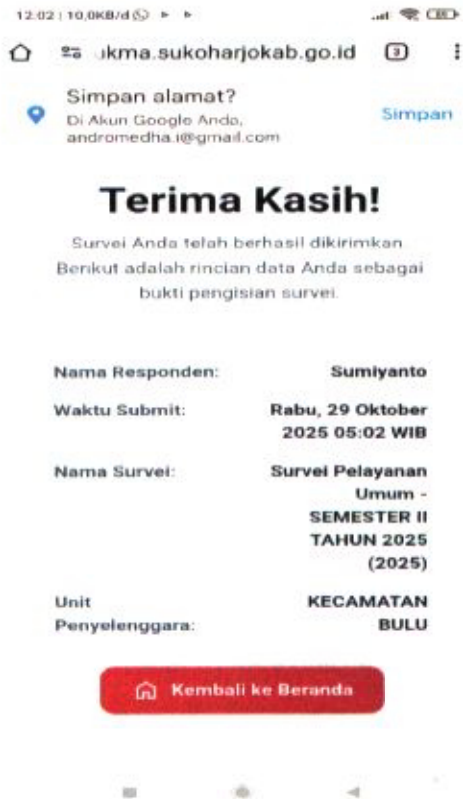 12.02 | 10,0KB/d
ukma.sukoharjokab.go.id
3
Simpan alamat?
Di Akun Google Anda,
andromedha.i@gmail.com
Simpan
Terima Kasih!
Survei Anda telah berhasil dikirimkan
Berikut adalah rincian data Anda sebagai
bukti pengisian survei.
Nama Responden: Sumiyanto
Waktu Submit: Rabu, 29 Oktober
2025 05:02 WIB
Nama Survei: Survei Pelayanan
Umum -
SEMESTER II
TAHUN 2025
(2025)
Unit KECAMATAN
Penyelenggara: BULU
Kembali ke Beranda